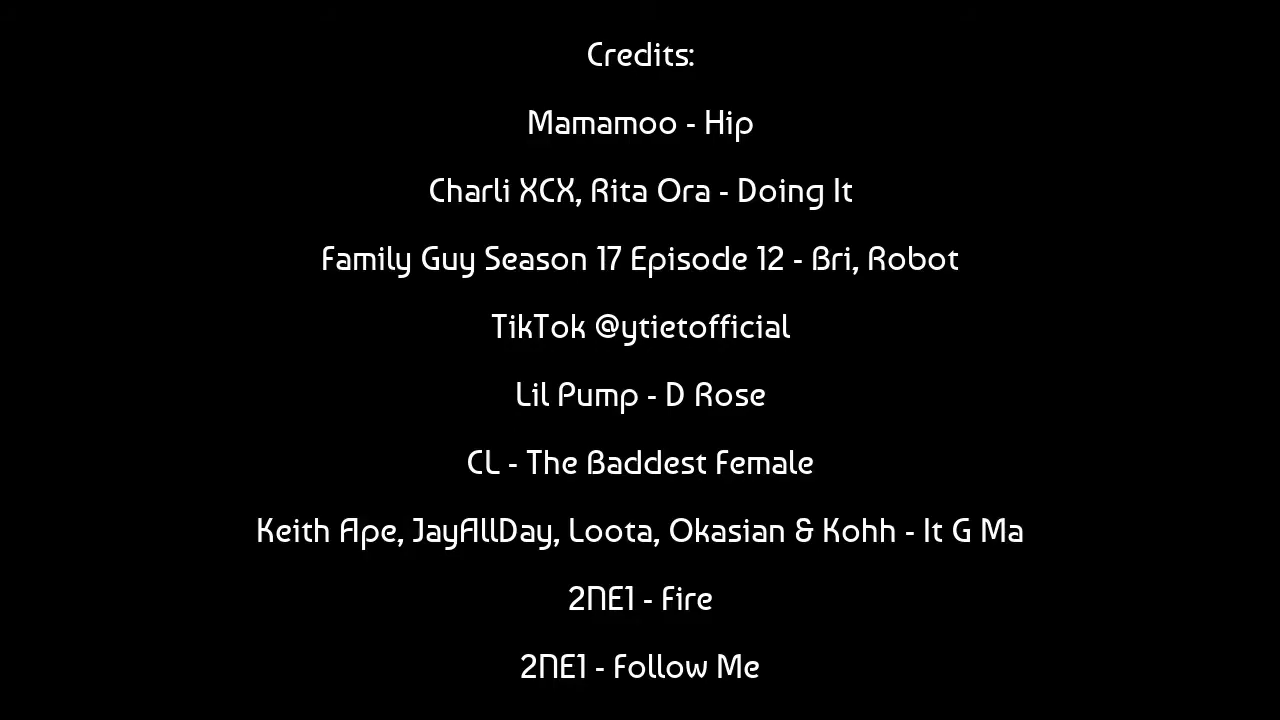 Credits:
Mamamoo - Hip
Charli XCX, Rita Ora - Doing It
Family Guy Season 17 Episode 12 - Bri, Robot
TikTok @ytietofficial
Lil Pump - D Rose
CL - The Baddest Female
Keith Ape, JayAllDay, Loota, Okasian & Kohh - It G Ma
2NE1 - Fire
2NE1 - Follow Me